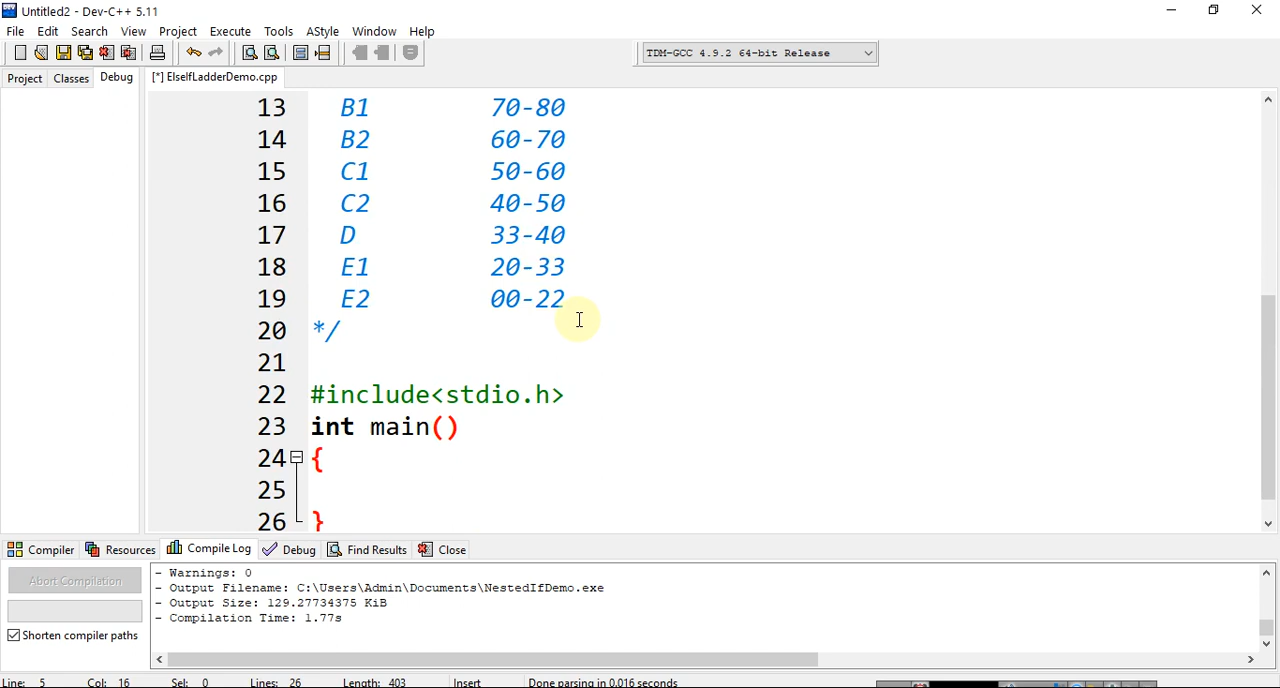 Untitled2 - Dev-C++ 5.11
File Edit Search View Project Execute Tools AStyle Window Help
TDM-GCC 4.9.2 64-bit Release
Project Classes Debug [*] ElseIfLadderDemo.cpp
13 B1 70-80
14 B2 60-70
15 C1 50-60
16 C2 40-50
17 D 33-40
18 E1 20-33
19 E2 00-22
20 */
21
22 #include<stdio.h>
23 int main()
24 {
25
26 }
Compiler Resources Compile Log Debug Find Results Close
Abort Compilation
Shorten compiler paths
- Warnings: 0
- Output Filename: C:\Users\Admin\Documents\NestedIfDemo.exe
- Output Size: 129.27734375 KiB
- Compilation Time: 1.77s
Line: 5 Col: 16 Sel: 0 Lines: 26 Length: 403 Insert Done parsing in 0.016 seconds